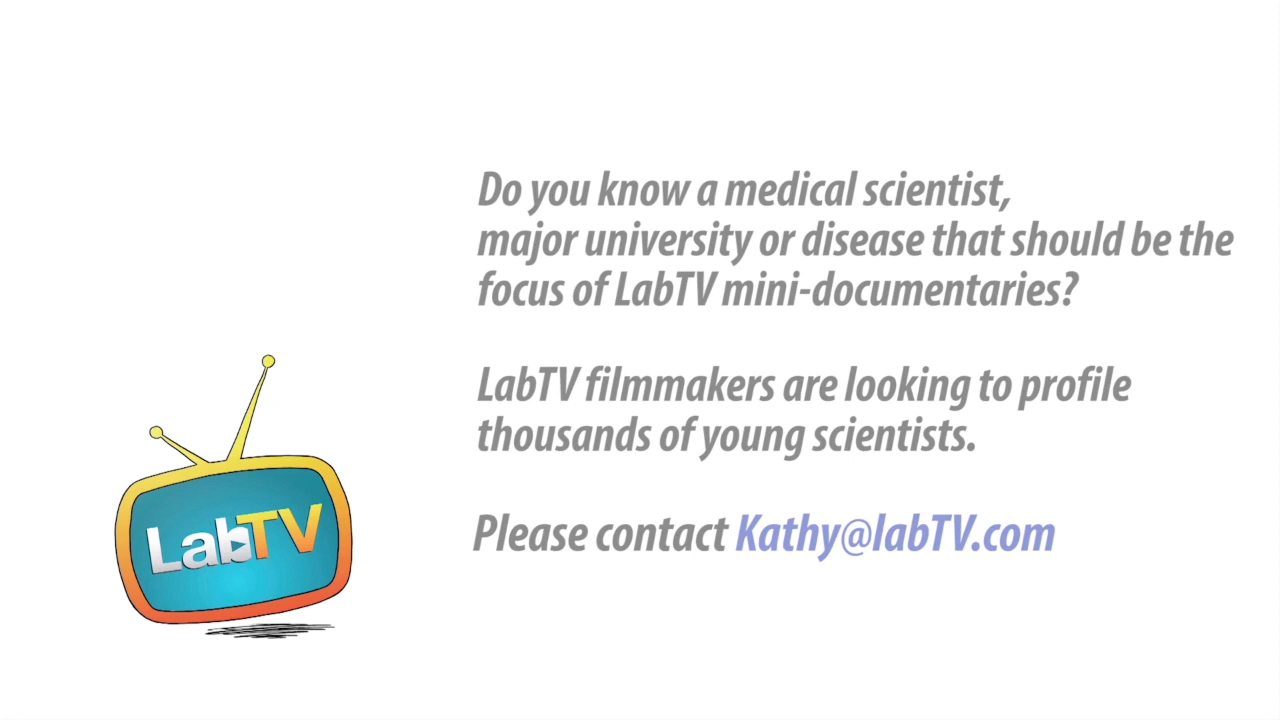 Do you know a medical scientist,
major university or disease that should be the
focus of LabTV mini-documentaries?
LabTV filmmakers are looking to profile
thousands of young scientists.
LabTV
Please contact Kathy@labTV.com